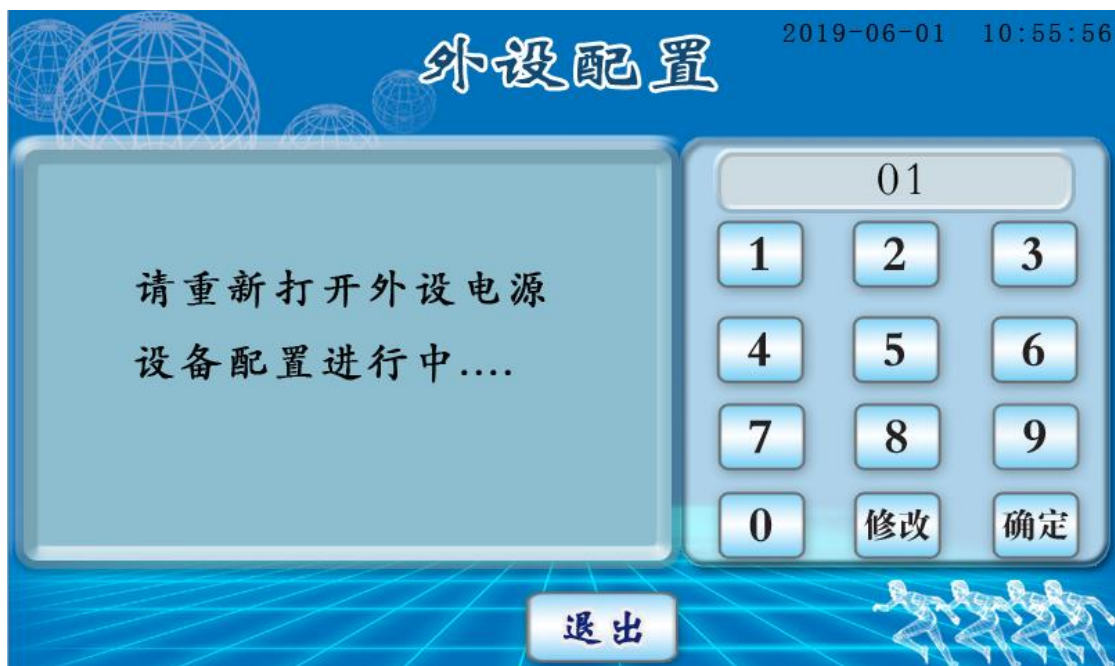 外设配置
2019-06-01 10:55:56
请重新打开外设电源
设备配置进行中....
01
1 2 3
4 5 6
7 8 9
0 修改 确定
退出